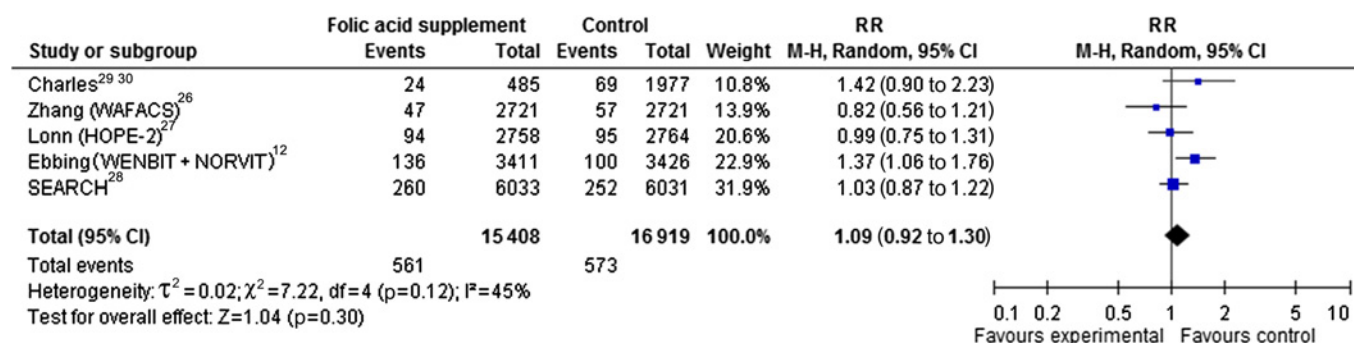 Folic acid supplement Control RR RR
Study or subgroup Events Total Events Total Weight M-H, Random, 95% CI M-H, Random, 95% CI
Charles29 30 24 485 69 1977 10.8% 1.42 (0.90 to 2.23)
Zhang (WAFACS)26 47 2721 57 2721 13.9% 0.82 (0.56 to 1.21)
Lonn (HOPE-2)27 94 2758 95 2764 20.6% 0.99 (0.75 to 1.31)
Ebbing (WENBIT + NORVIT)12 136 3411 100 3426 22.9% 1.37 (1.06 to 1.76)
SEARCH28 260 6033 252 6031 31.9% 1.03 (0.87 to 1.22)
Total (95% CI) 15 408 16 919 100.0% 1.09 (0.92 to 1.30)
Total events 561 573
Heterogeneity: τ2 =0.02; χ2=7.22, df=4 (p=0.12); I²=45%
Test for overall effect: Z=1.04 (p=0.30)
0.1 0.2 0.5 1 2 5 10
Favours experimental Favours control